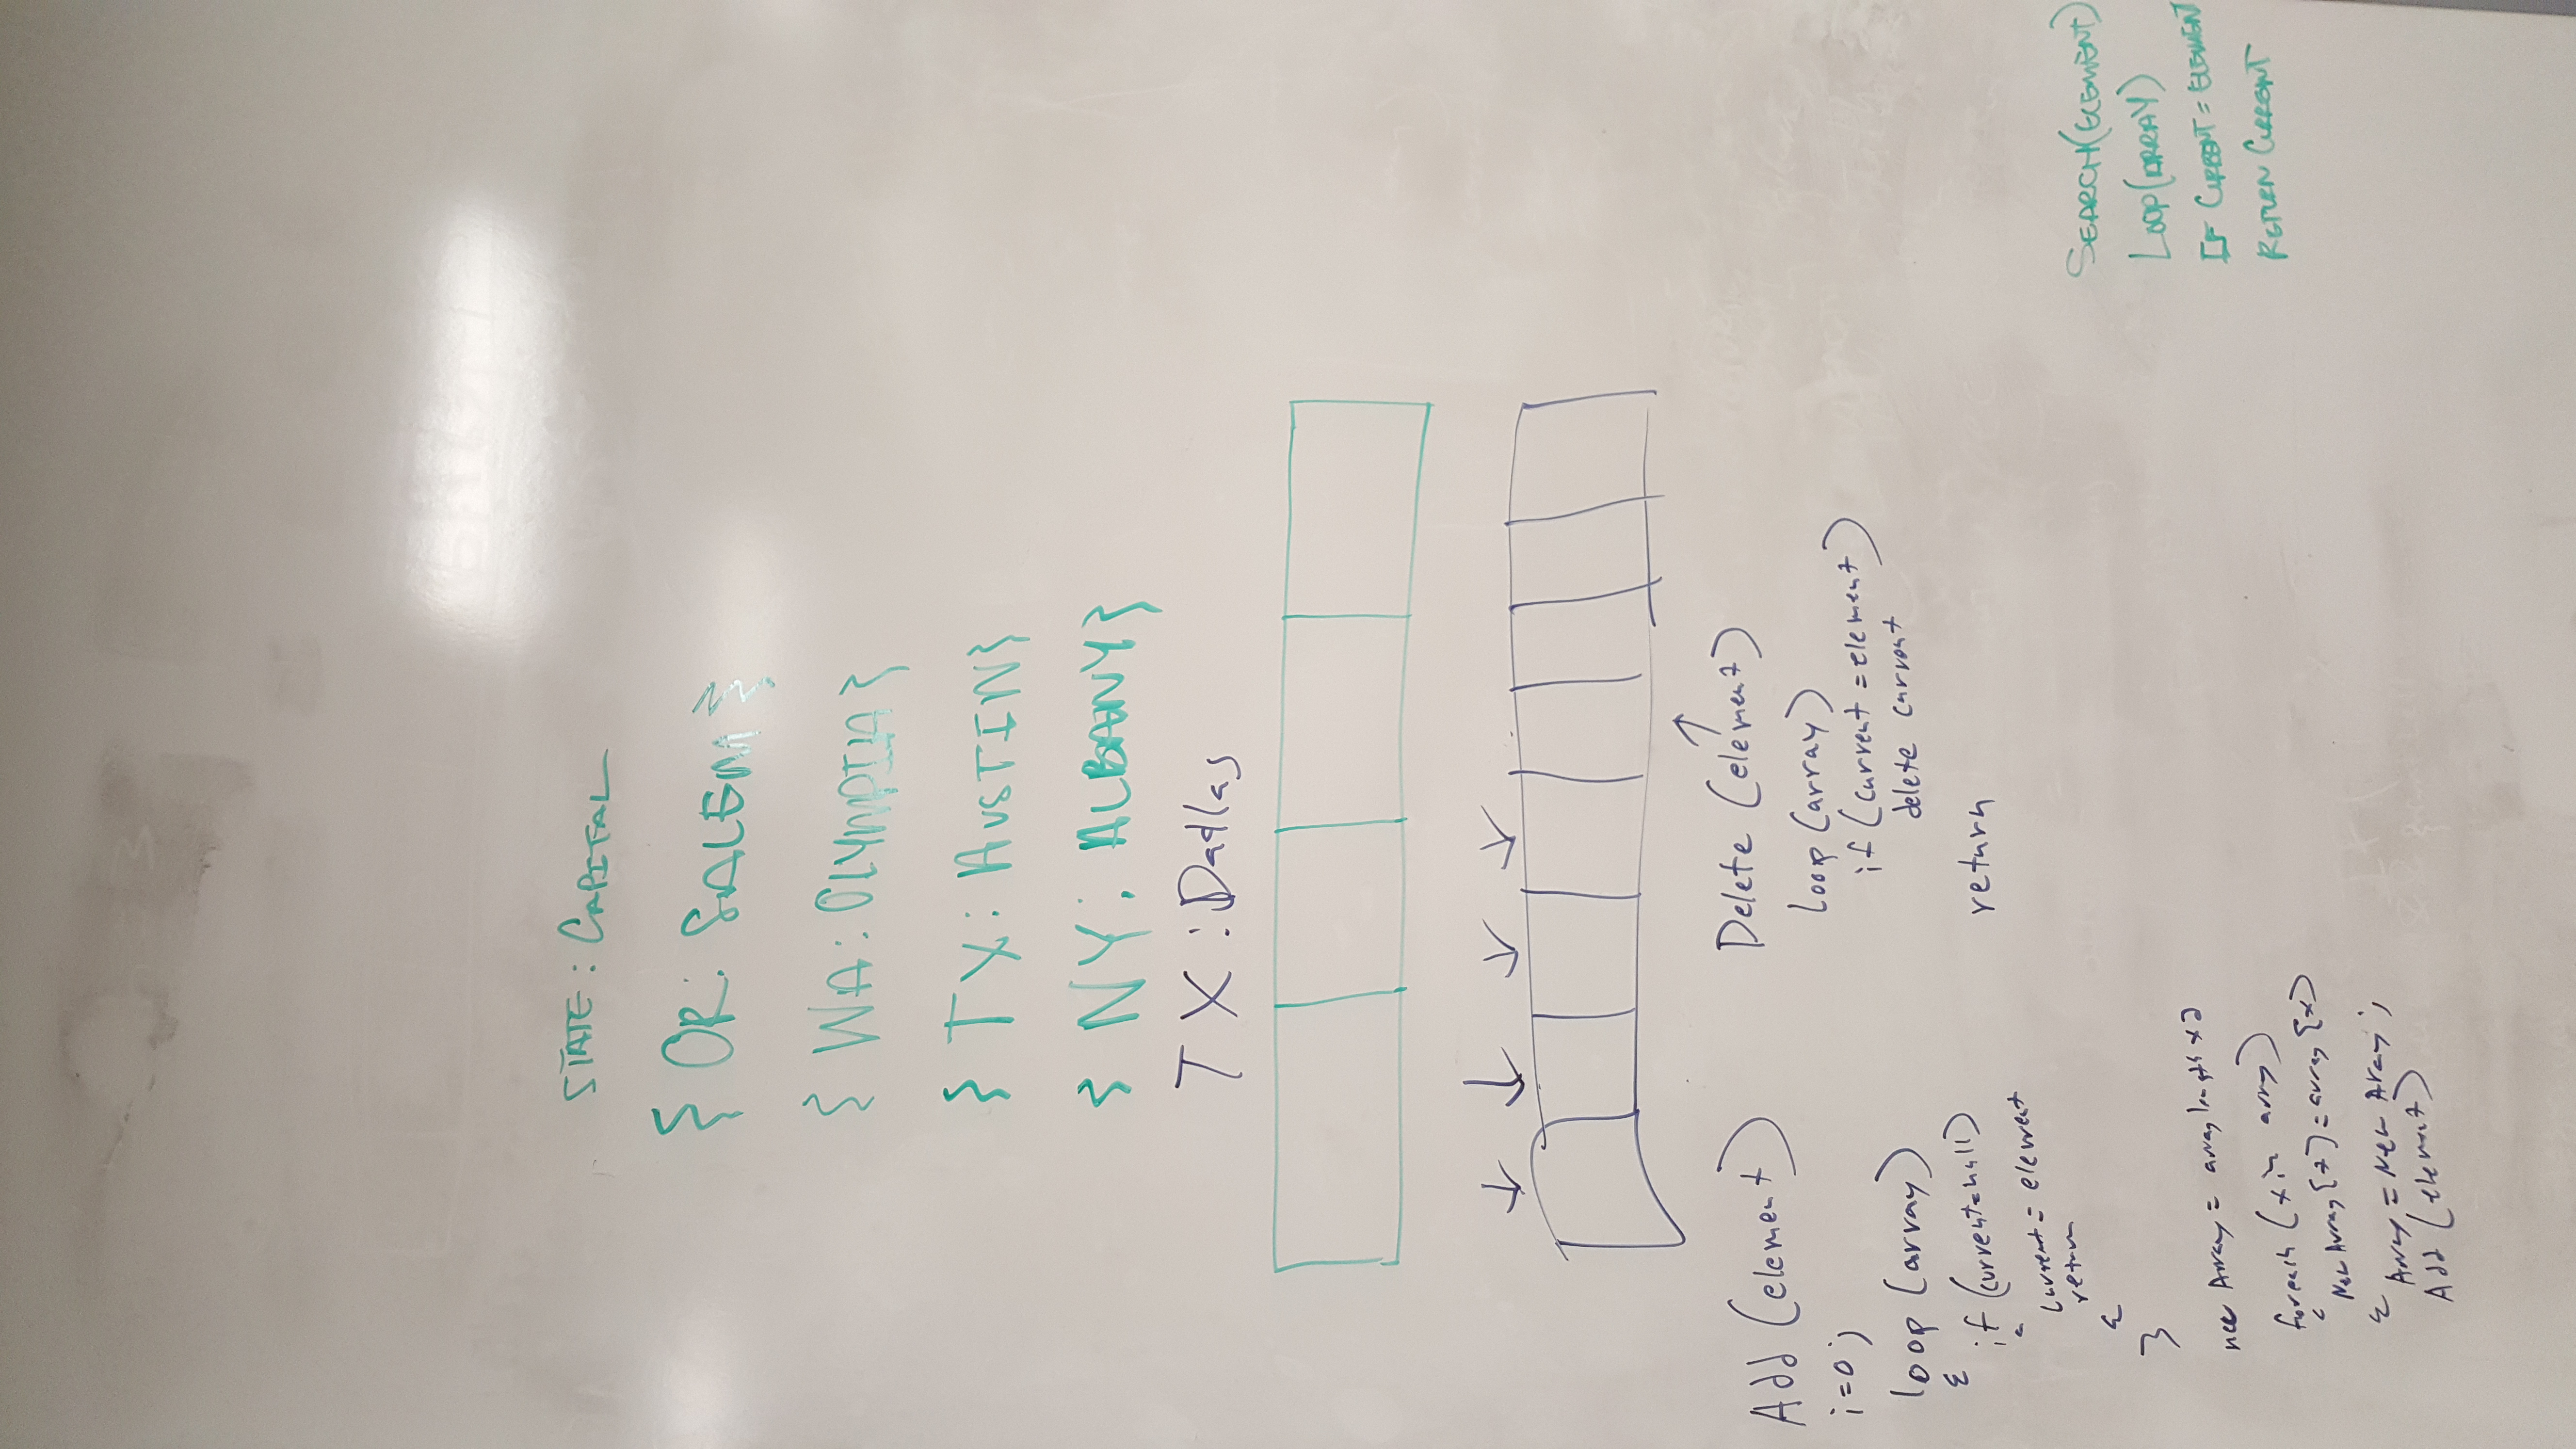 STATE: CAPITAL
{ OR: SALEM }
{ WA: OLYMPIA }
{ TX: AUSTIN }
{ NY: ALBANY }
TX: Dallas
Add (element)
i=0;
loop (array)
{
if (current=null)
current = element
return
}
new Array = array length x2
foreach (x in array)
New Array [x] = array [x]
Array = New Array;
Add (element)
Delete (element)
loop (array)
if (current = element)
delete current
return
SEARCH(ELEMENT)
LOOP(ARRAY)
IF CURRENT = ELEMENT
RETURN CURRENT